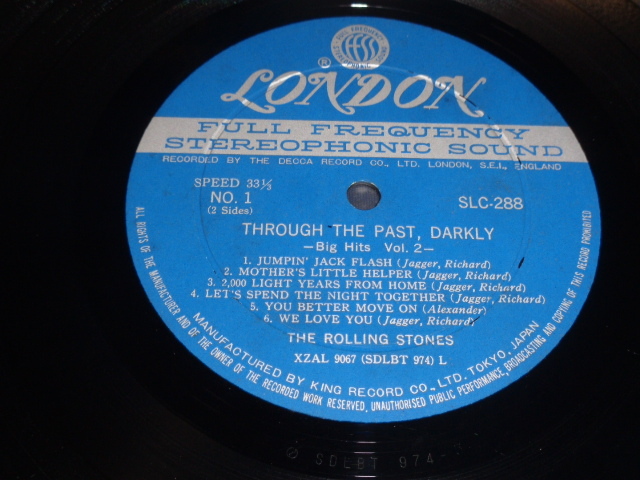 FULL FREQUENCY
ffss
®
LONDON
FULL FREQUENCY
STEREOPHONIC SOUND
RECORDED BY THE DECCA RECORD CO., LTD. LONDON, S.E.I., ENGLAND
SPEED 33⅓
NO. 1
(2 Sides)
SLC-288
THROUGH THE PAST, DARKLY
—Big Hits Vol. 2—
1. JUMPIN' JACK FLASH (Jagger, Richard)
2. MOTHER'S LITTLE HELPER (Jagger, Richard)
3. 2,000 LIGHT YEARS FROM HOME (Jagger, Richard)
4. LET'S SPEND THE NIGHT TOGETHER (Jagger, Richard)
5. YOU BETTER MOVE ON (Alexander)
6. WE LOVE YOU (Jagger, Richard)
THE ROLLING STONES
XZAL 9067 (SDLBT 974) L
MANUFACTURED BY KING RECORD CO., LTD. TOKYO, JAPAN
ALL RIGHTS OF THE MANUFACTURER AND OF THE OWNER OF THE RECORDED WORK RESERVED, UNAUTHORISED PUBLIC PERFORMANCE, BROADCASTING AND COPYING OF THIS RECORD PROHIBITED
SDLBT 974